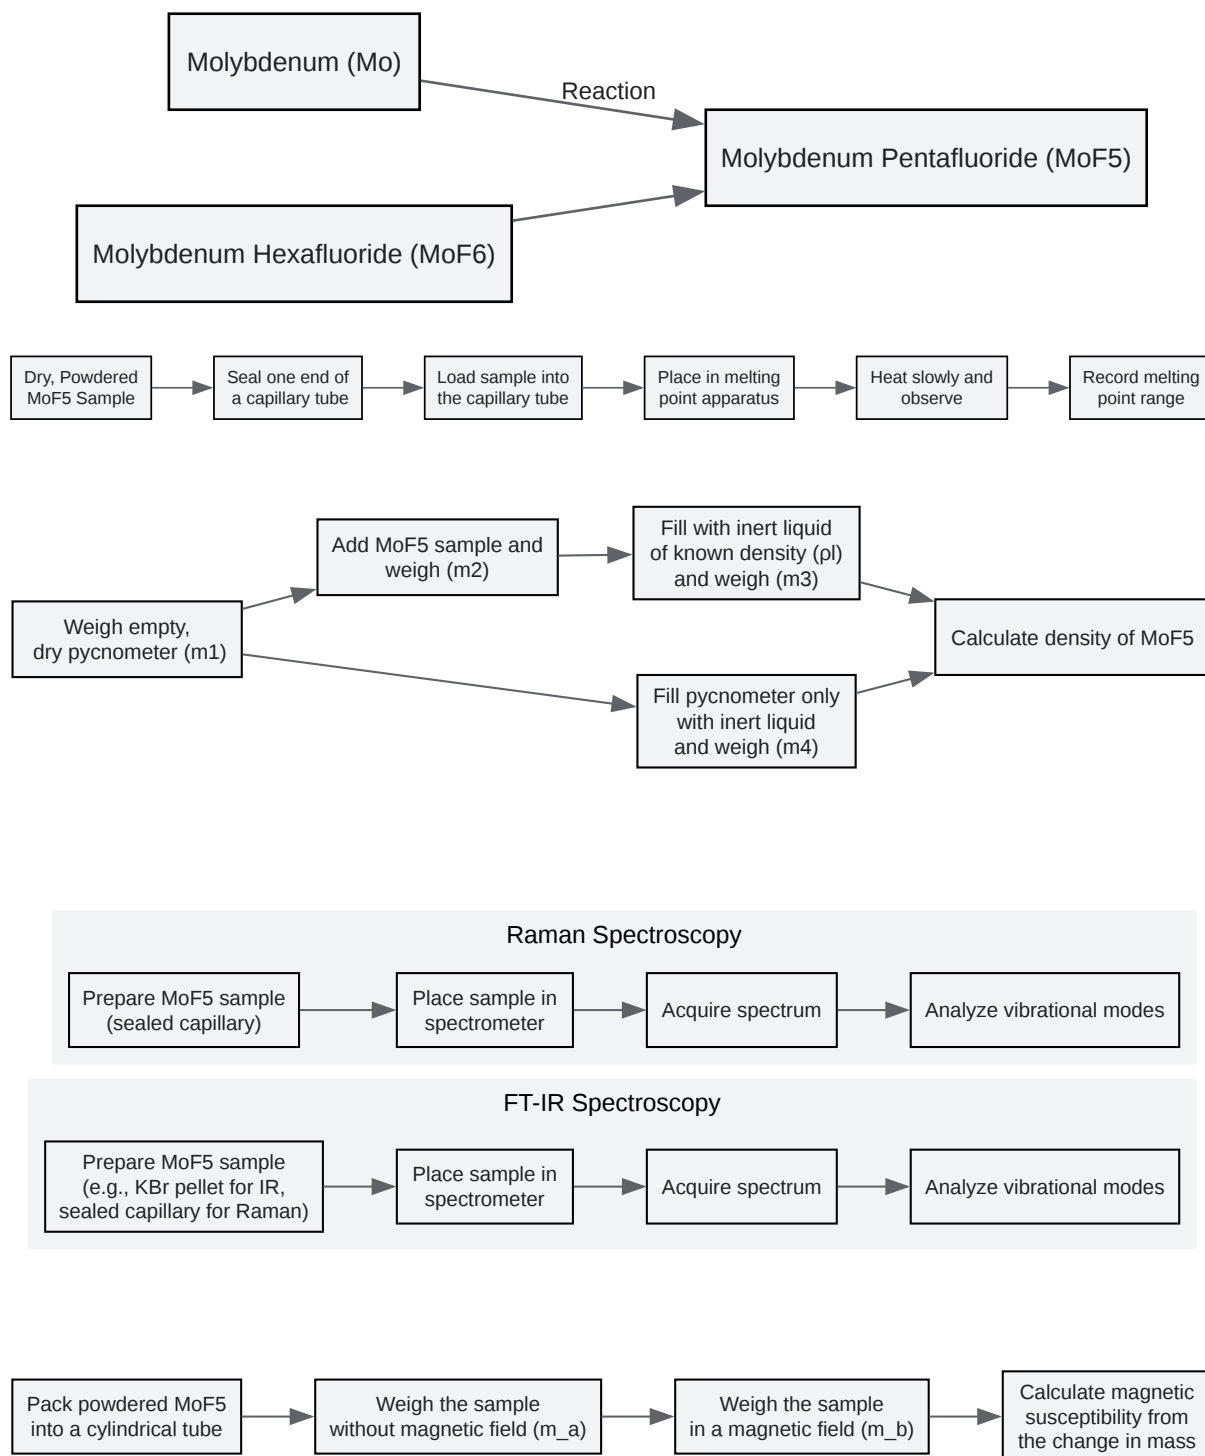 Molybdenum (Mo)
Reaction
Molybdenum Pentafluoride (MoF5)
Molybdenum Hexafluoride (MoF6)
Dry, Powdered
MoF5 Sample
Seal one end of
a capillary tube
Load sample into
the capillary tube
Place in melting
point apparatus
Heat slowly and
observe
Record melting
point range
Weigh empty,
dry pycnometer (m1)
Add MoF5 sample and
weigh (m2)
Fill with inert liquid
of known density (ρl)
and weigh (m3)
Fill pycnometer only
with inert liquid
and weigh (m4)
Calculate density of MoF5
Raman Spectroscopy
Prepare MoF5 sample
(sealed capillary)
Place sample in
spectrometer
Acquire spectrum
Analyze vibrational modes
FT-IR Spectroscopy
Prepare MoF5 sample
(e.g., KBr pellet for IR,
sealed capillary for Raman)
Place sample in
spectrometer
Acquire spectrum
Analyze vibrational modes
Pack powdered MoF5
into a cylindrical tube
Weigh the sample
without magnetic field (m_a)
Weigh the sample
in a magnetic field (m_b)
Calculate magnetic
susceptibility from
the change in mass